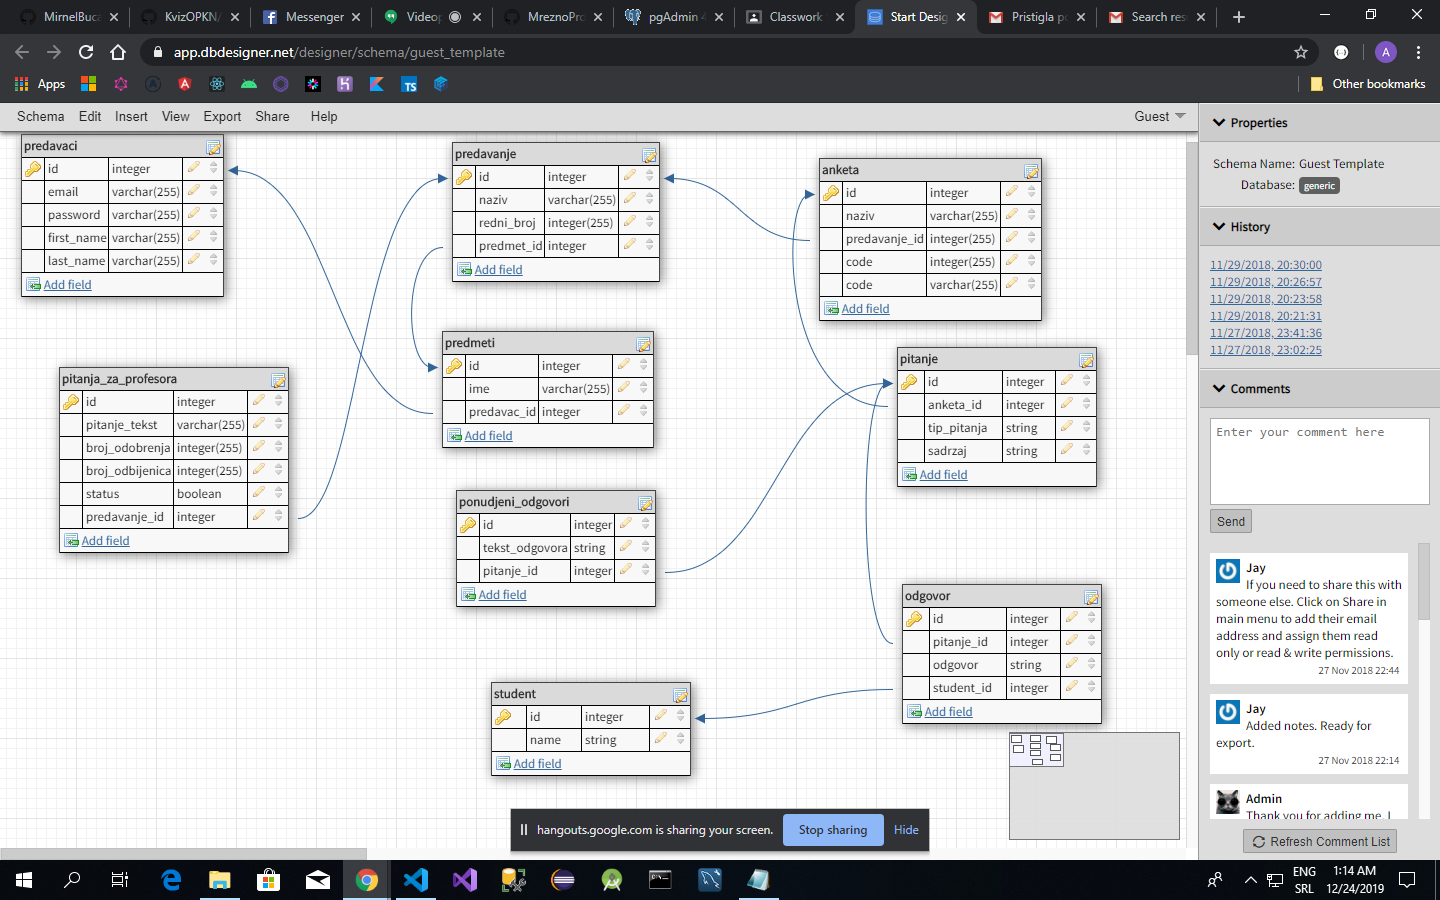 MirnelBuca
KvizOPKN/
Messenger
Videop
MreznoPro
pgAdmin 4
Classwork
Start Desig
Pristigla po
Search resu
app.dbdesigner.net/designer/schema/guest_template
A
Apps
TS
Other bookmarks
Schema Edit Insert View Export Share Help
Guest
predavaci
id integer
email varchar(255)
password varchar(255)
first_name varchar(255)
last_name varchar(255)
Add field
predavanje
id integer
naziv varchar(255)
redni_broj integer(255)
predmet_id integer
Add field
anketa
id integer
naziv varchar(255)
predavanje_id integer(255)
code integer(255)
code varchar(255)
Add field
predmeti
id integer
ime varchar(255)
predavac_id integer
Add field
pitanje
id integer
anketa_id integer
tip_pitanja string
sadrzaj string
Add field
pitanja_za_profesora
id integer
pitanje_tekst varchar(255)
broj_odobrenja integer(255)
broj_odbijenica integer(255)
status boolean
predavanje_id integer
Add field
ponudjeni_odgovori
id integer
tekst_odgovora string
pitanje_id integer
Add field
odgovor
id integer
pitanje_id integer
odgovor string
student_id integer
Add field
student
id integer
name string
Add field
Properties
Schema Name: Guest Template
Database: generic
History
11/29/2018, 20:30:00
11/29/2018, 20:26:57
11/29/2018, 20:23:58
11/29/2018, 20:21:31
11/27/2018, 23:41:36
11/27/2018, 23:02:25
Comments
Enter your comment here
Send
Jay
If you need to share this with
someone else. Click on Share in
main menu to add their email
address and assign them read
only or read & write permissions.
27 Nov 2018 22:44
Jay
Added notes. Ready for
export.
27 Nov 2018 22:14
Admin
Thank you for adding me. I
Refresh Comment List
hangouts.google.com is sharing your screen.
Stop sharing
Hide
ENG
SRL
1:14 AM
12/24/2019